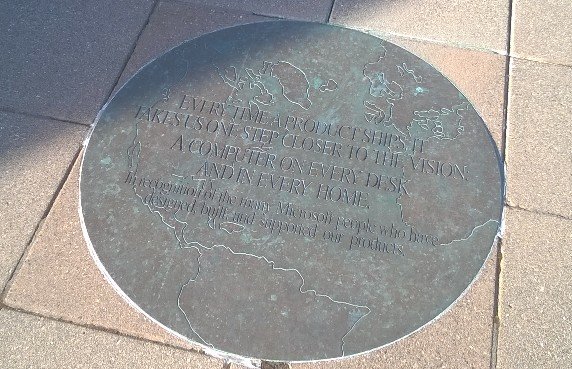 EVERY TIME A PRODUCT SHIPS, IT
TAKES US ONE STEP CLOSER TO THE VISION:
A COMPUTER ON EVERY DESK
AND IN EVERY HOME.
In recognition of the many Microsoft people who have
designed, built and supported our products.